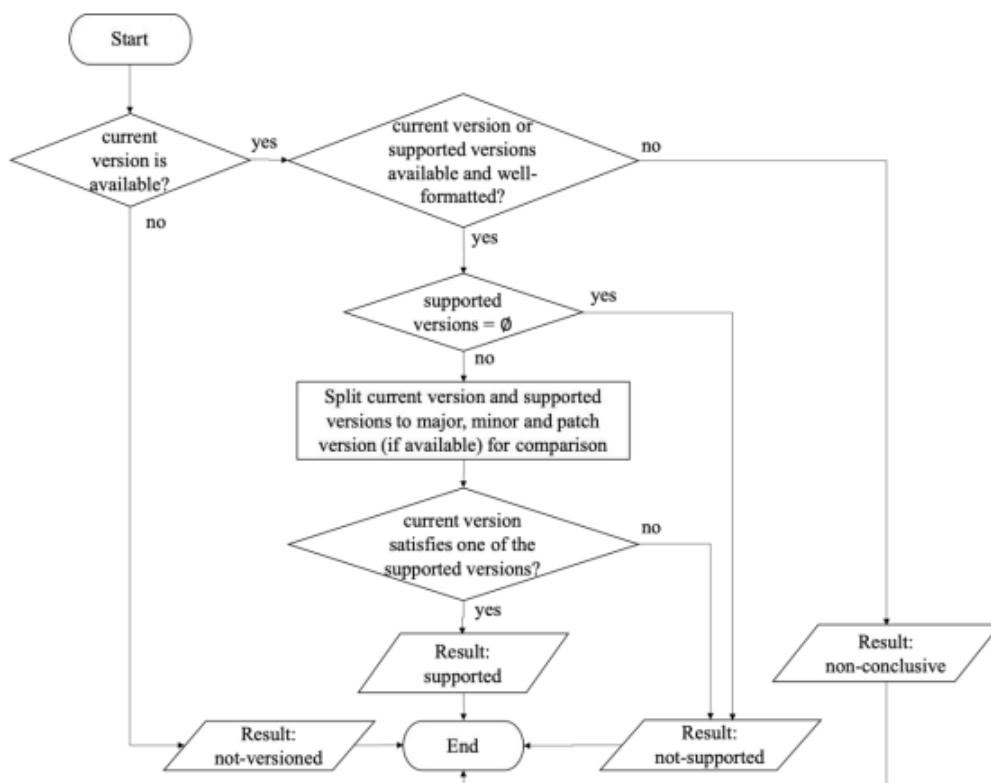 Start
current
version is
available?
yes
no
current version or
supported versions
available and well-
formatted?
no
yes
supported
versions = ∅
yes
no
Split current version and supported
versions to major, minor and patch
version (if available) for comparison
current version
satisfies one of the
supported versions?
no
yes
Result:
supported
Result:
non-conclusive
Result:
not-versioned
End
Result:
not-supported